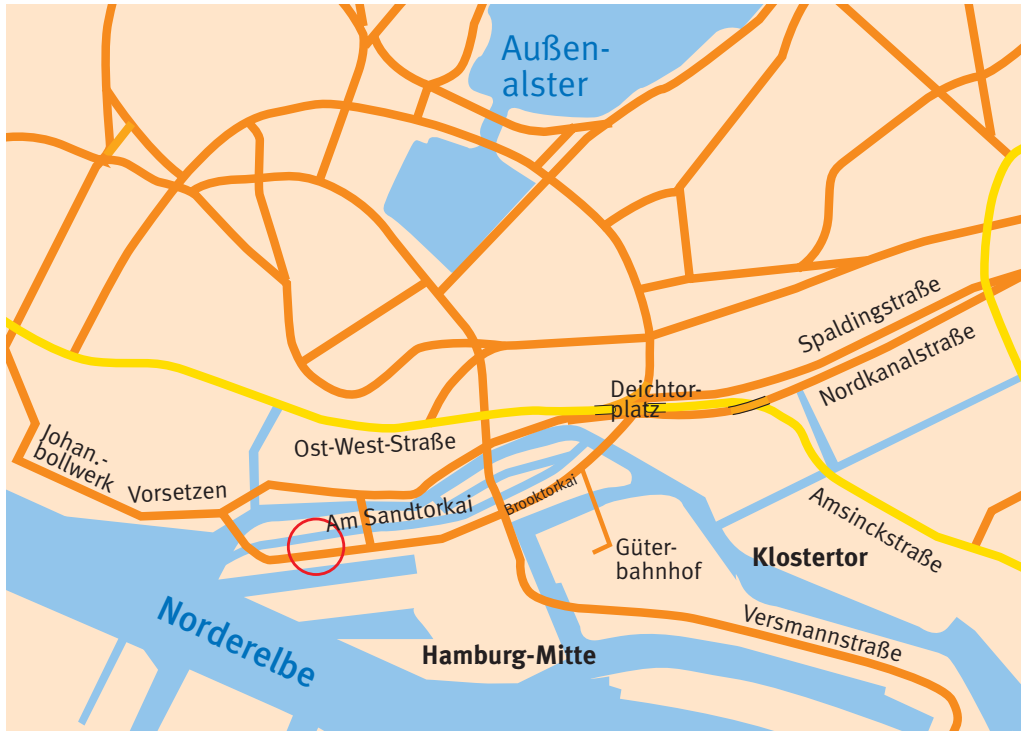 Außen-
alster
Spaldingstraße
Nordkanalstraße
Deichtor-
platz
Johan.-
bollwerk
Ost-West-Straße
Vorsetzen
Am Sandtorkai
Brooktorkai
Amsinckstraße
Güter-
bahnhof
Klostertor
Norderelbe
Versmannstraße
Hamburg-Mitte